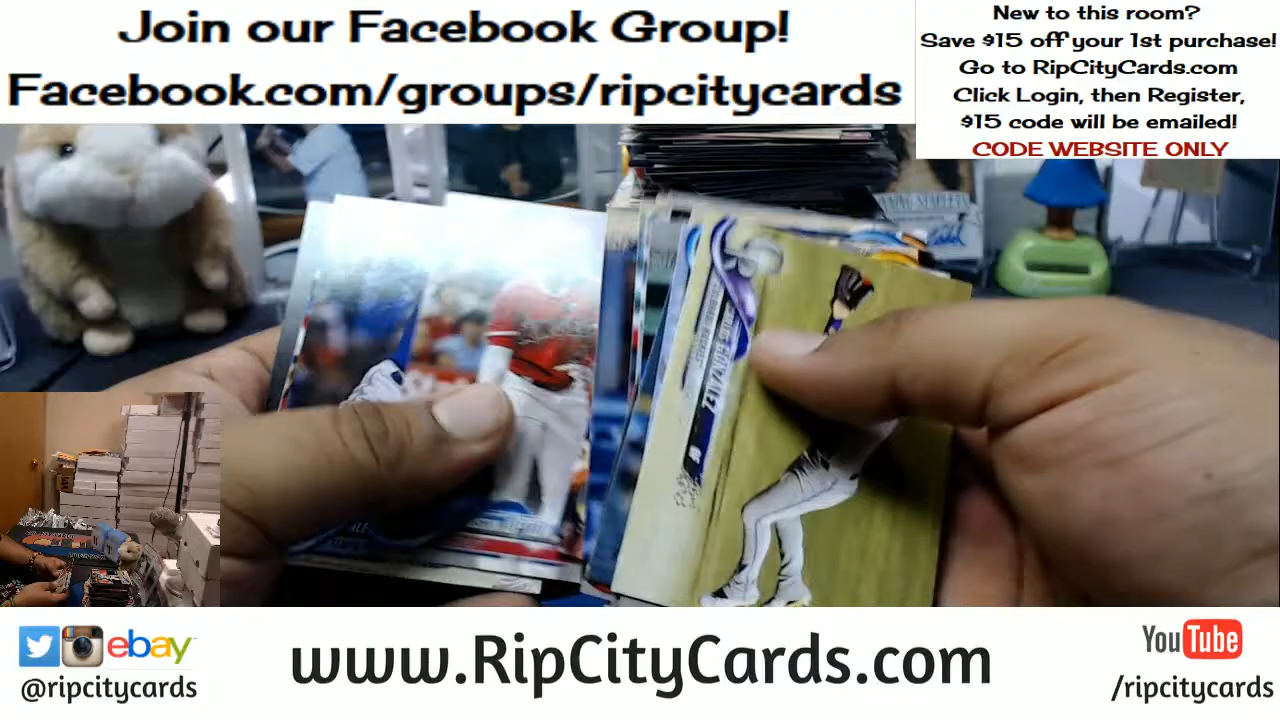 Join our Facebook Group!
Facebook.com/groups/ripcitycards
New to this room?
Save $15 off your 1st purchase!
Go to RipCityCards.com
Click Login, then Register,
$15 code will be emailed!
CODE WEBSITE ONLY
ebay
@ripcitycards
www.RipCityCards.com
YouTube
/ripcitycards